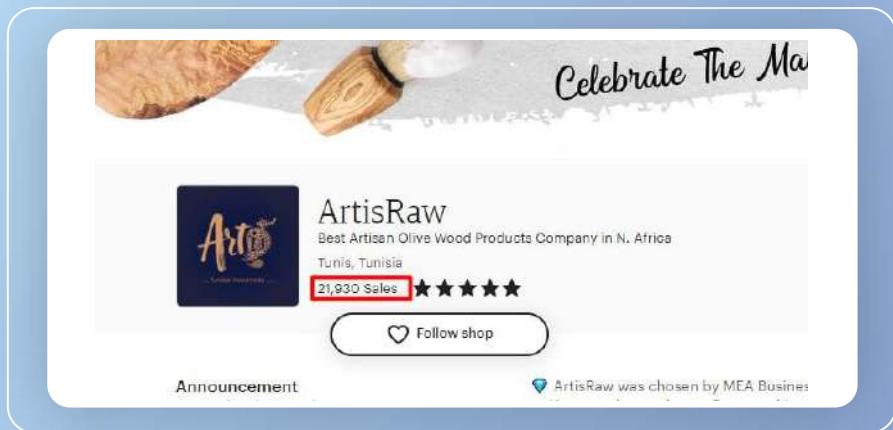 Celebrate The Ma
Artis
ArtisRaw
Best Artisan Olive Wood Products Company in N. Africa
Tunis, Tunisia
21,930 Sales
Follow shop
Announcement
ArtisRaw was chosen by MEA Busines